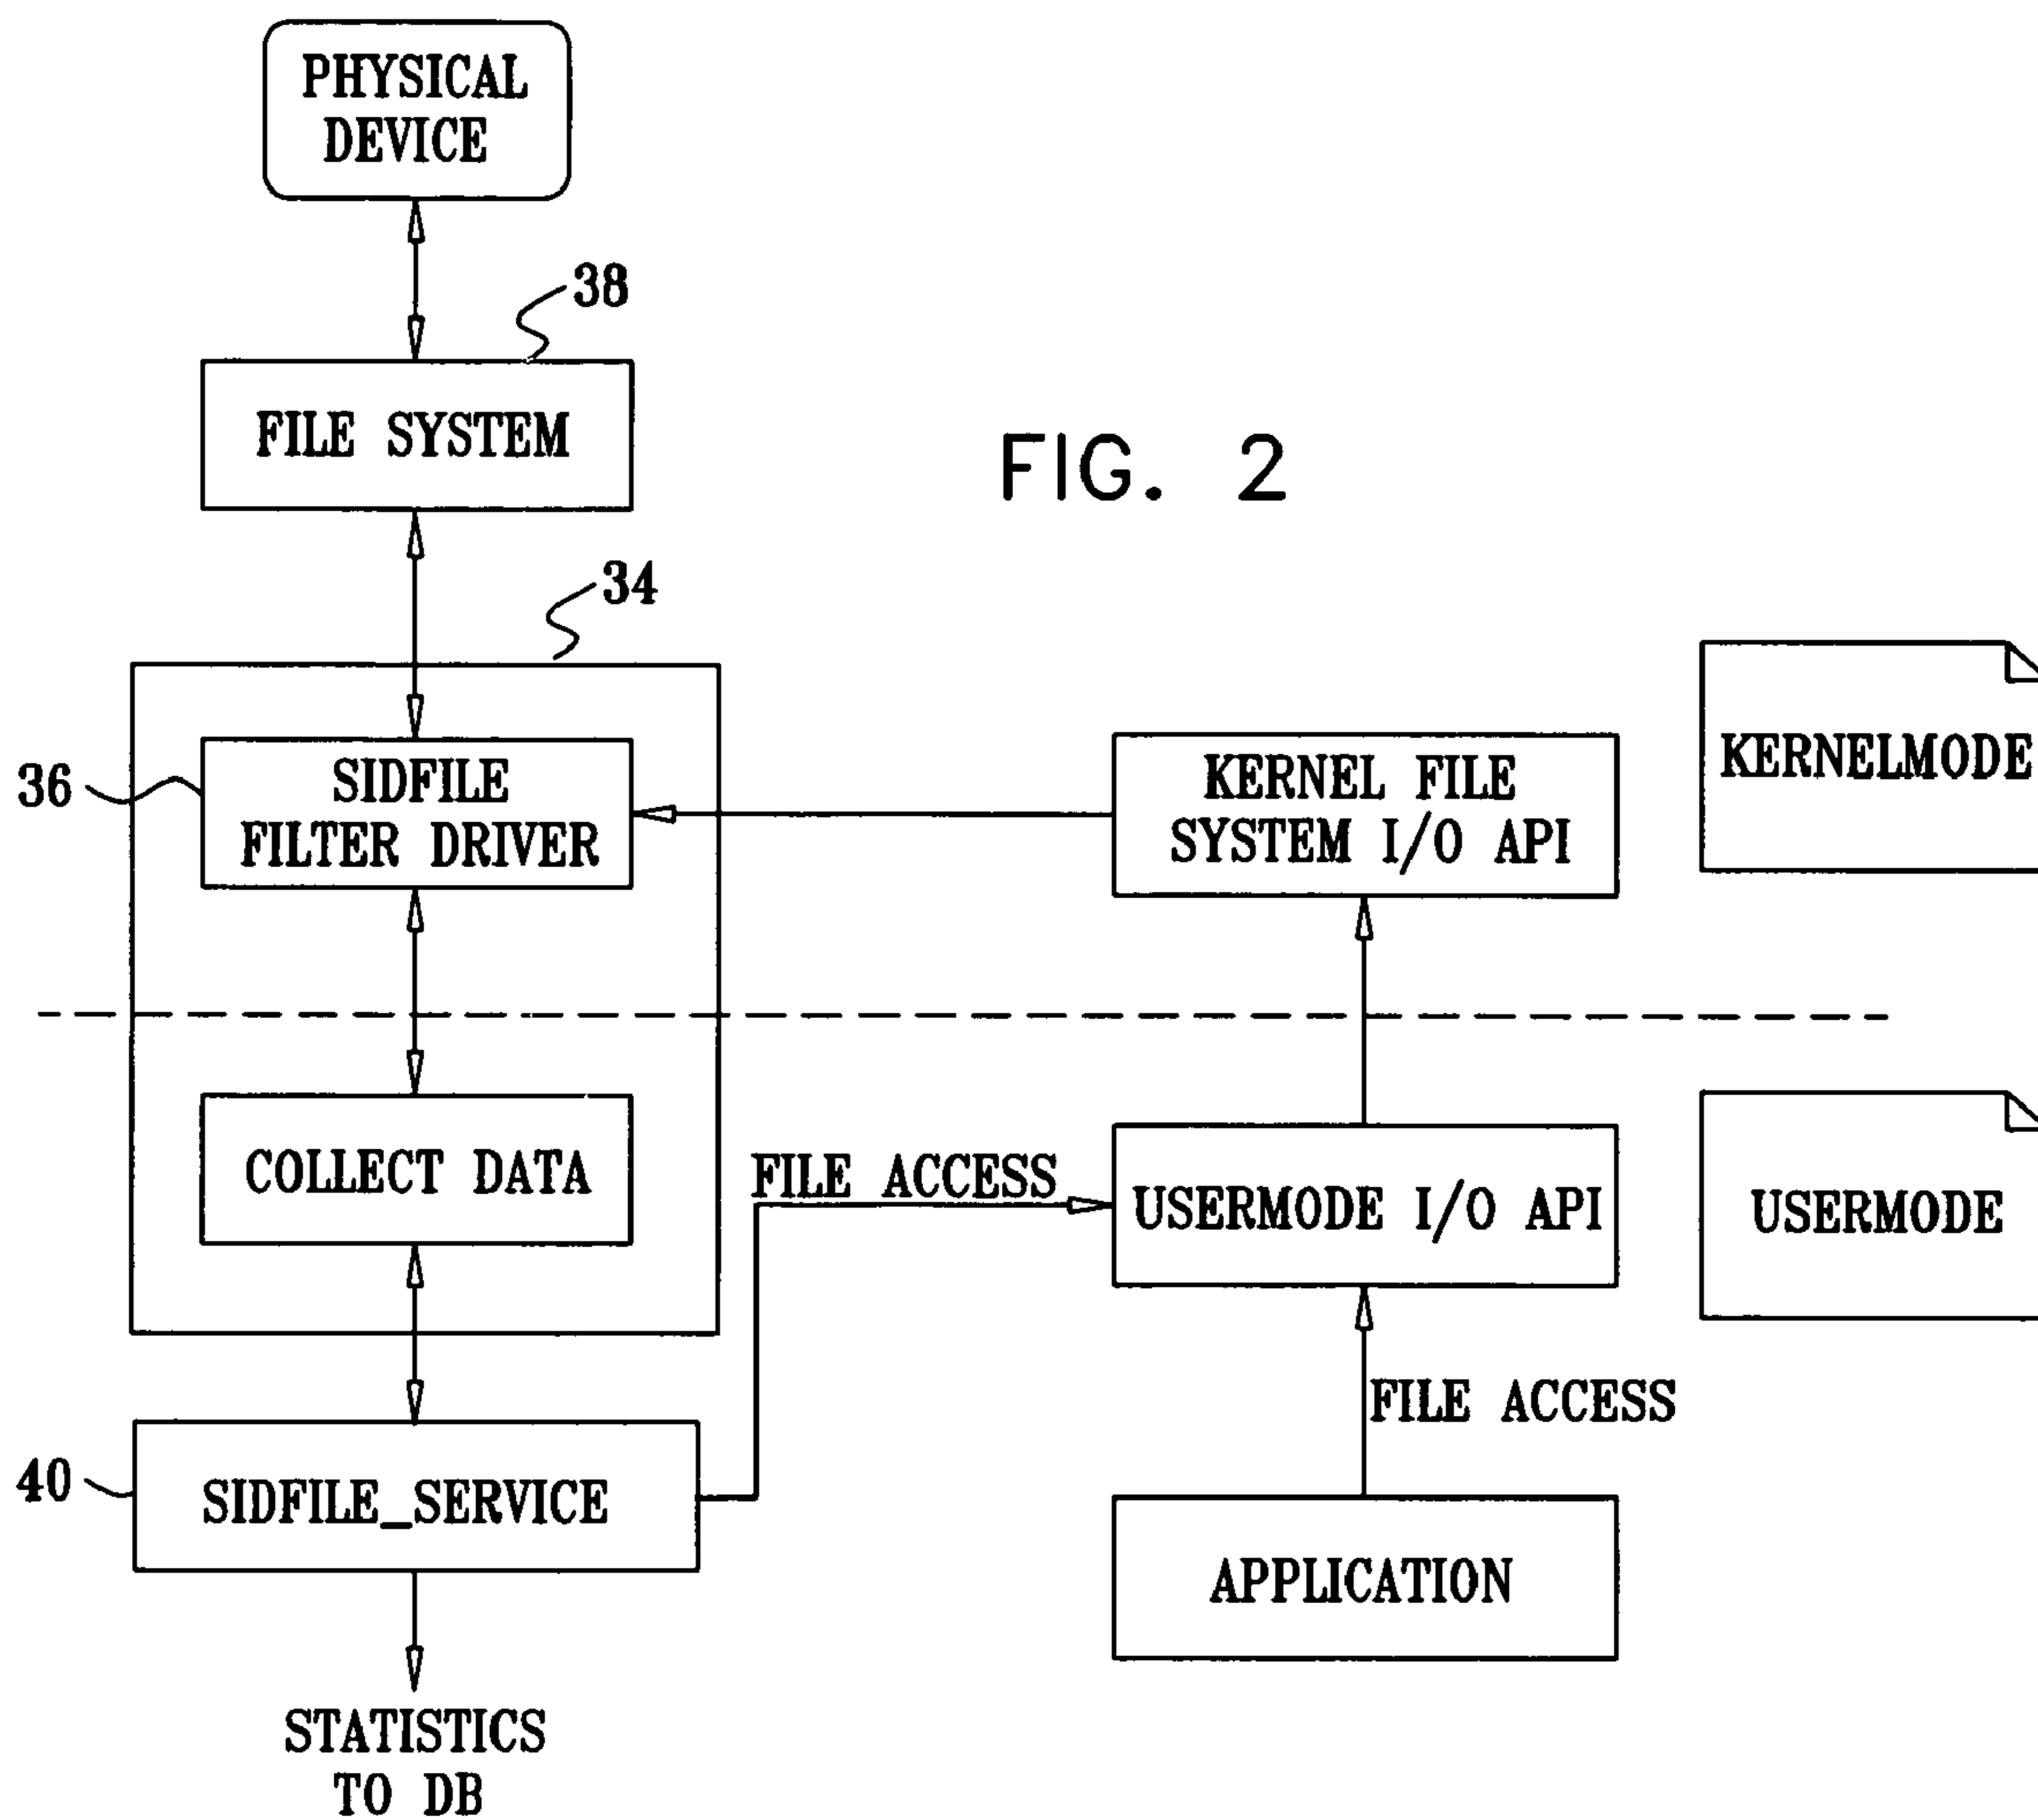 PHYSICAL
DEVICE
38
FILE SYSTEM
FIG. 2
34
36
SIDFILE
FILTER DRIVER
KERNEL FILE
SYSTEM I/O API
KERNELMODE
COLLECT DATA
FILE ACCESS
USERMODE I/O API
USERMODE
FILE ACCESS
40
SIDFILE_SERVICE
APPLICATION
STATISTICS
TO DB